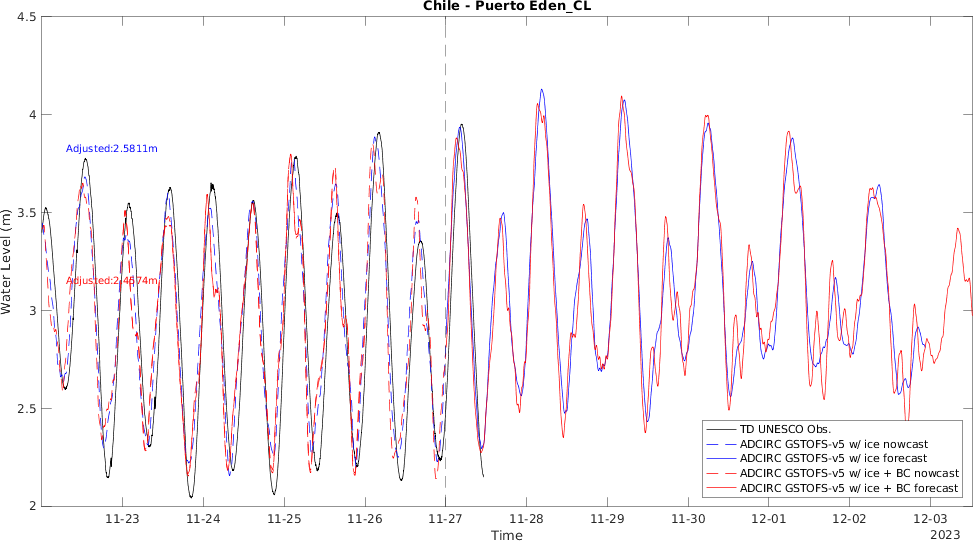 Chile - Puerto Eden_CL
4.5
4
3.5
3
2.5
2
Water Level (m)
Adjusted:2.5811m
Adjusted:2.4574m
TD UNESCO Obs.
ADCIRC GSTOFS-v5 w/ ice nowcast
ADCIRC GSTOFS-v5 w/ ice forecast
ADCIRC GSTOFS-v5 w/ ice + BC nowcast
ADCIRC GSTOFS-v5 w/ ice + BC forecast
11-23 11-24 11-25 11-26 11-27 11-28 11-29 11-30 12-01 12-02 12-03
Time 2023